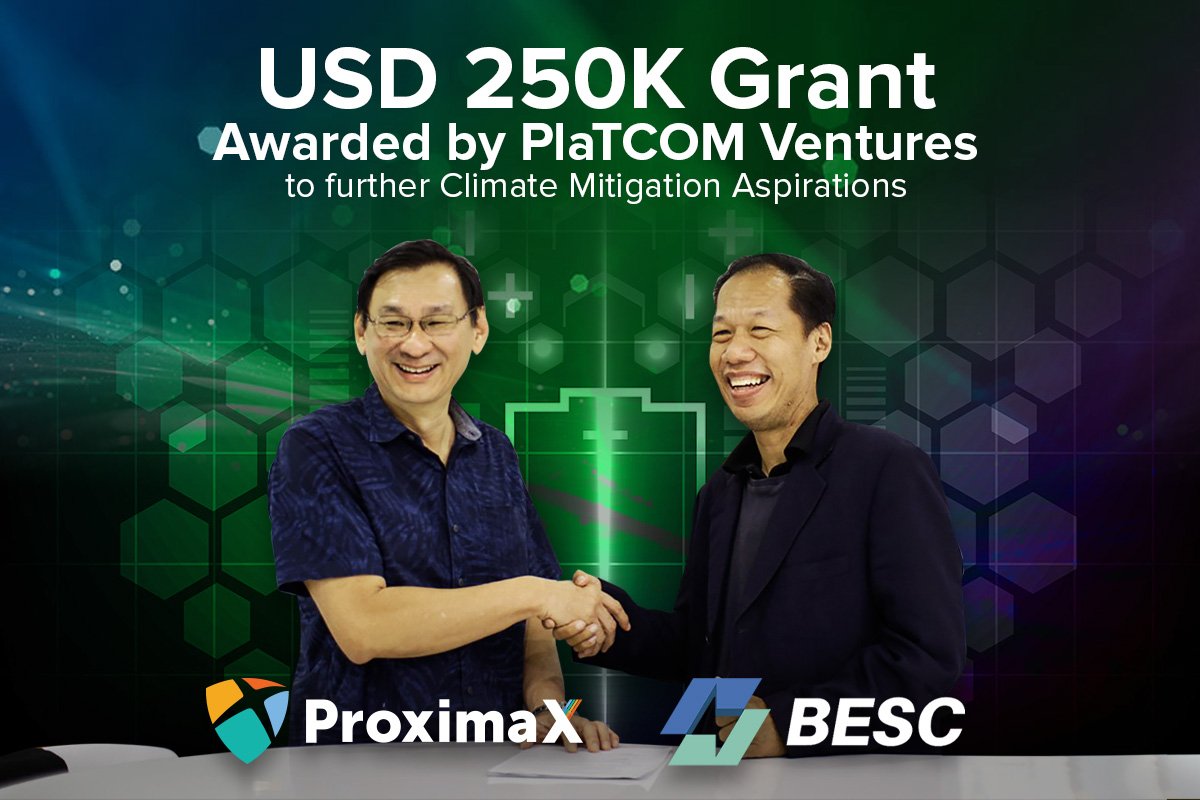 USD 250K Grant
Awarded by PlaTCOM Ventures
to further Climate Mitigation Aspirations
ProximaX
BESC